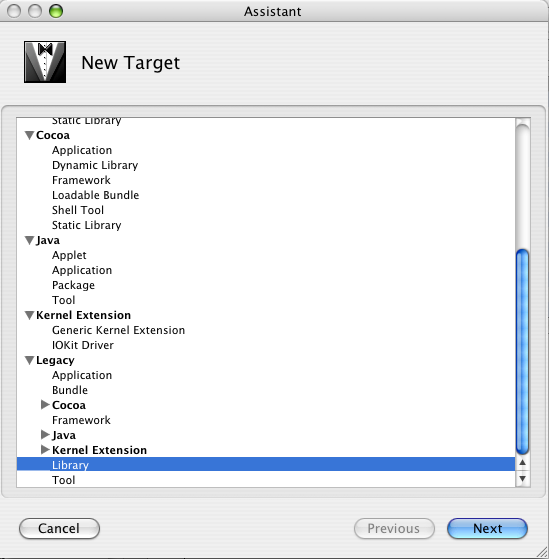 Assistant
New Target
Static Library
Cocoa
Application
Dynamic Library
Framework
Loadable Bundle
Shell Tool
Static Library
Java
Applet
Application
Package
Tool
Kernel Extension
Generic Kernel Extension
IOKit Driver
Legacy
Application
Bundle
Cocoa
Framework
Java
Kernel Extension
Library
Tool
Cancel
Previous
Next